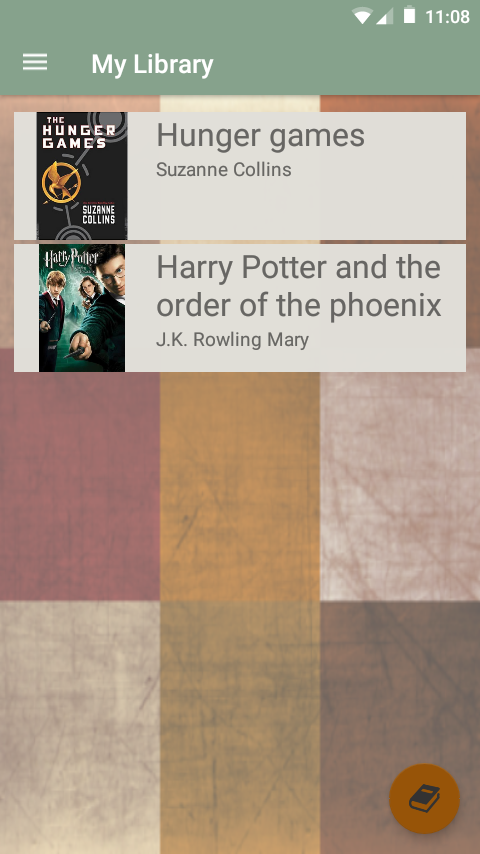 11:08
My Library
THE
HUNGER
GAMES
SUZANNE
COLLINS
Hunger games
Suzanne Collins
Harry Potter
Harry Potter and the
order of the phoenix
J.K. Rowling Mary